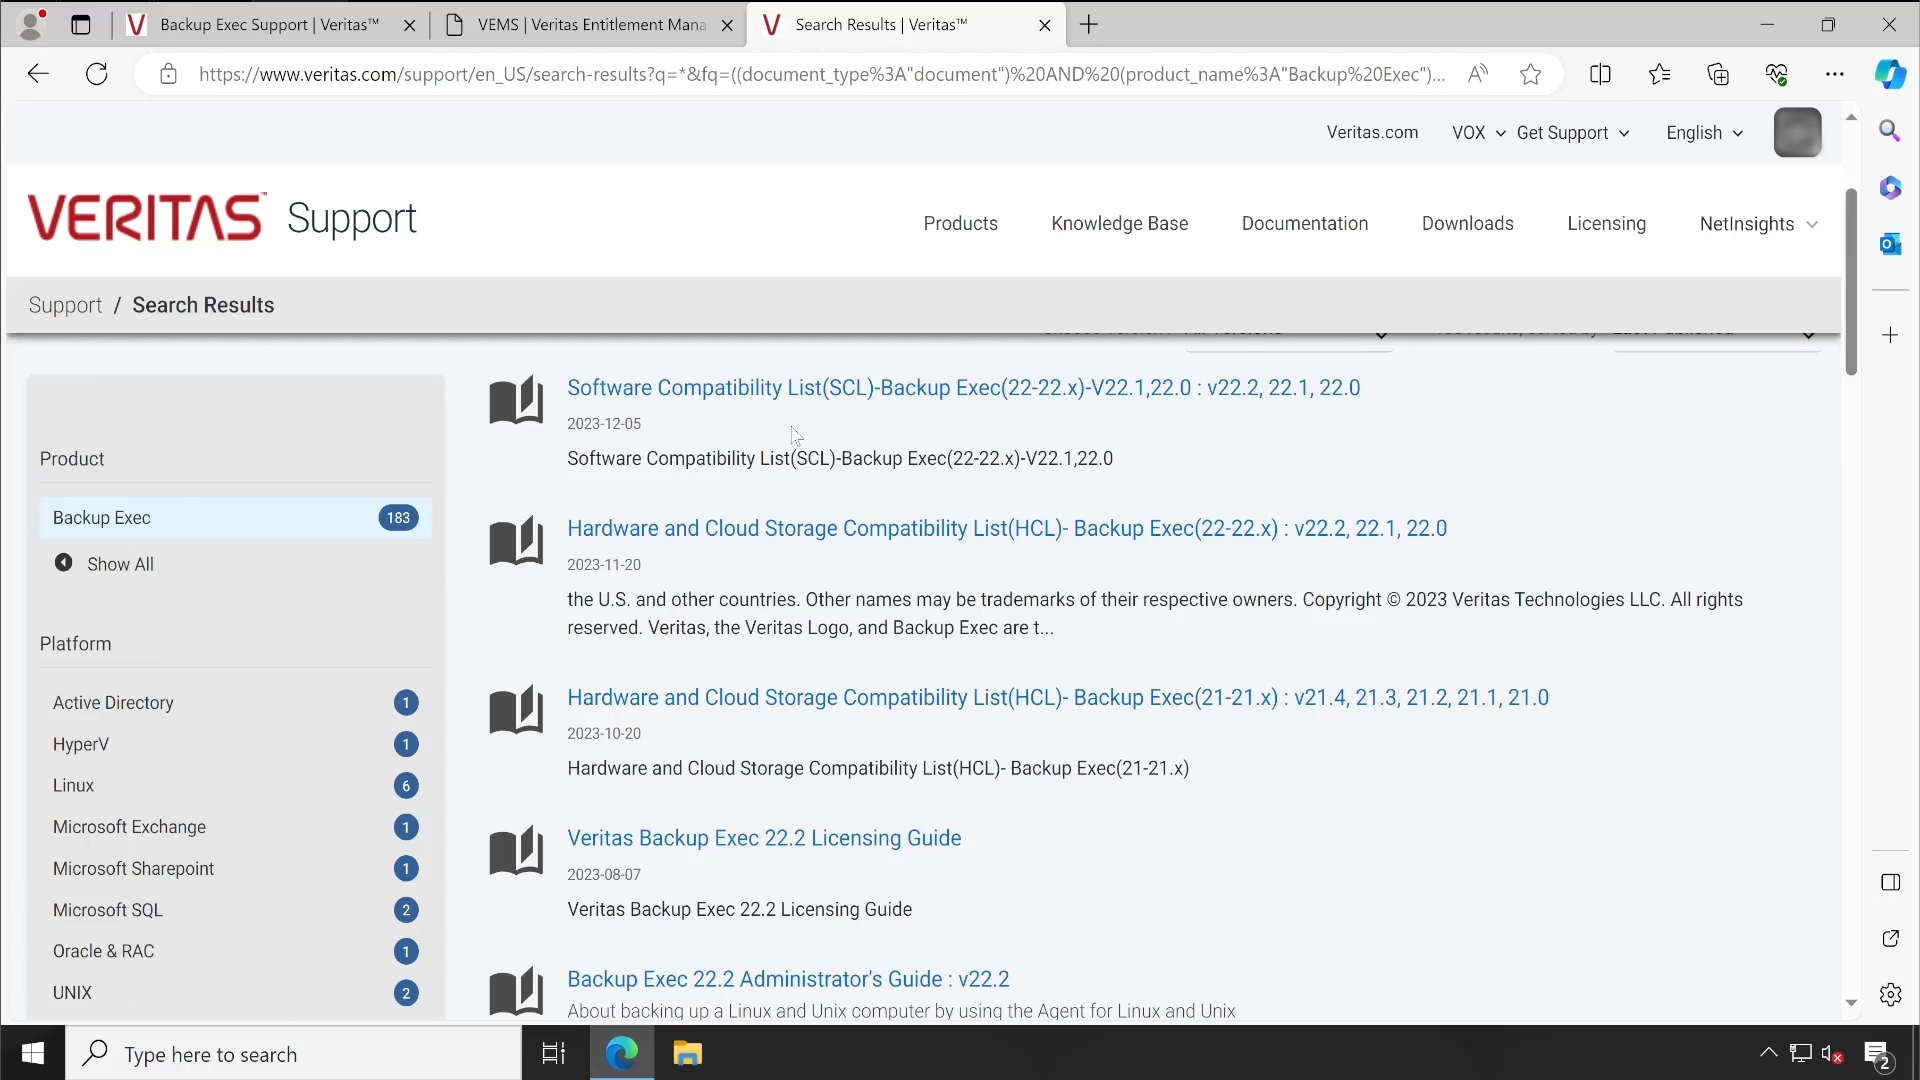 Backup Exec Support | Veritas™
VEMS | Veritas Entitlement Mana
Search Results | Veritas™
https://www.veritas.com/support/en_US/search-results?q=*&fq=((document_type%3A"document")%20AND%20(product_name%3A"Backup%20Exec")...
Veritas.com
VOX
Get Support
English
VERITAS™ Support
Products
Knowledge Base
Documentation
Downloads
Licensing
NetInsights
Support / Search Results
Product
Backup Exec 183
Show All
Platform
Active Directory 1
HyperV 1
Linux 6
Microsoft Exchange 1
Microsoft Sharepoint 1
Microsoft SQL 2
Oracle & RAC 1
UNIX 2
Software Compatibility List(SCL)-Backup Exec(22-22.x)-V22.1,22.0 : v22.2, 22.1, 22.0
2023-12-05
Software Compatibility List(SCL)-Backup Exec(22-22.x)-V22.1,22.0
Hardware and Cloud Storage Compatibility List(HCL)- Backup Exec(22-22.x) : v22.2, 22.1, 22.0
2023-11-20
the U.S. and other countries. Other names may be trademarks of their respective owners. Copyright © 2023 Veritas Technologies LLC. All rights
reserved. Veritas, the Veritas Logo, and Backup Exec are t...
Hardware and Cloud Storage Compatibility List(HCL)- Backup Exec(21-21.x) : v21.4, 21.3, 21.2, 21.1, 21.0
2023-10-20
Hardware and Cloud Storage Compatibility List(HCL)- Backup Exec(21-21.x)
Veritas Backup Exec 22.2 Licensing Guide
2023-08-07
Veritas Backup Exec 22.2 Licensing Guide
Backup Exec 22.2 Administrator's Guide : v22.2
About backing up a Linux and Unix computer by using the Agent for Linux and Unix
Type here to search
2